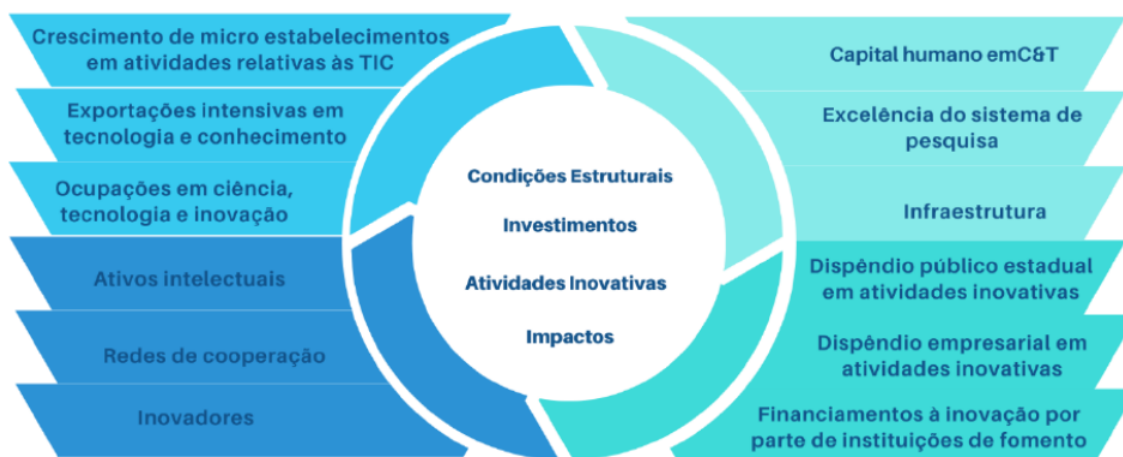 Crescimento de micro estabelecimentos
em atividades relativas às TIC
Exportações intensivas em
tecnologia e conhecimento
Ocupações em ciência,
tecnologia e inovação
Ativos intelectuais
Redes de cooperação
Inovadores
Condições Estruturais
Investimentos
Atividades Inovativas
Impactos
Capital humano emC&T
Excelência do sistema de
pesquisa
Infraestrutura
Dispêndio público estadual
em atividades inovativas
Dispêndio empresarial em
atividades inovativas
Financiamentos à inovação por
parte de instituições de fomento